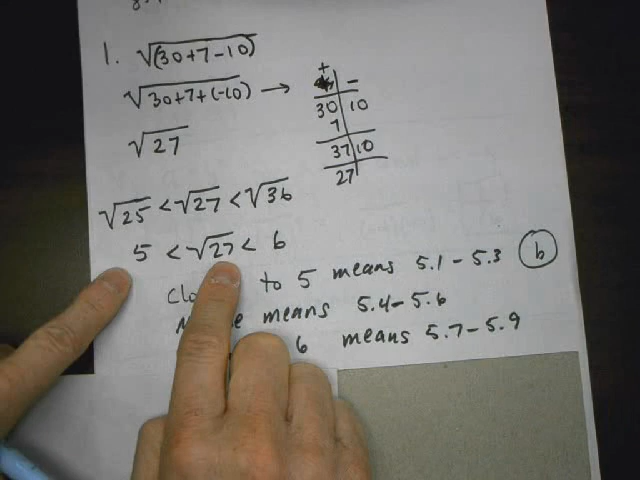 1. √(30+7-10)
√(30+7+(-10) →
√27
+ | -
30 | 10
7 |
37 | 10
27 |
√25 < √27 < √36
5 < √27 < 6
to 5 means 5.1-5.3 b
means 5.4-5.6
6 means 5.7-5.9